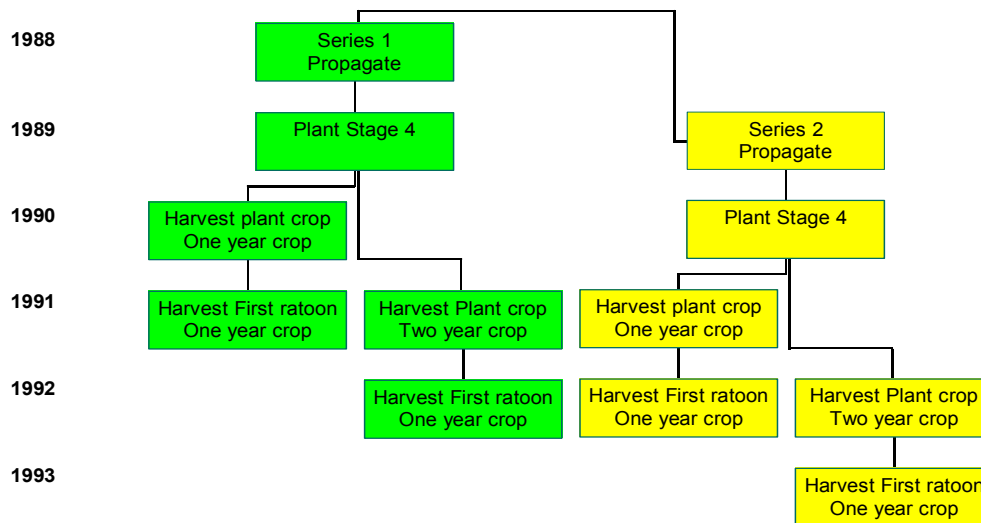 1988
Series 1
Propagate
1989
Plant Stage 4
Series 2
Propagate
1990
Harvest plant crop
One year crop
Plant Stage 4
1991
Harvest First ratoon
One year crop
Harvest Plant crop
Two year crop
Harvest plant crop
One year crop
1992
Harvest First ratoon
One year crop
Harvest First ratoon
One year crop
Harvest Plant crop
Two year crop
1993
Harvest First ratoon
One year crop